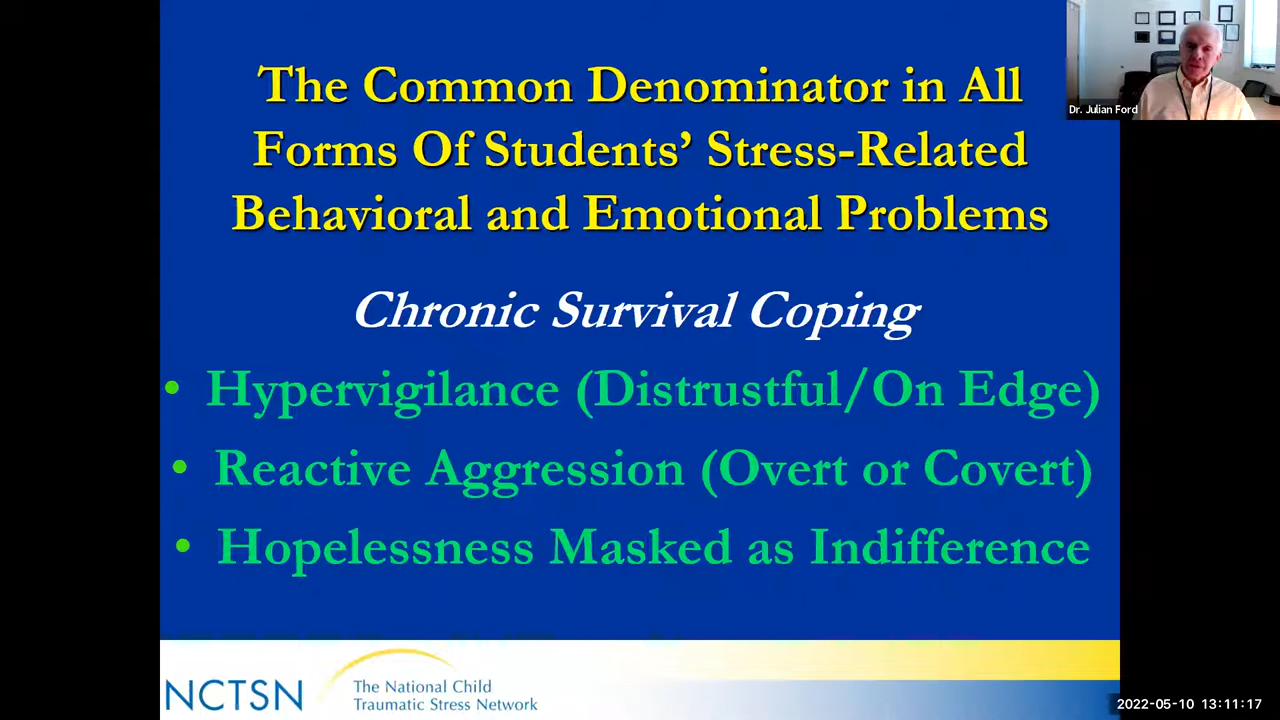 The Common Denominator in All
Forms Of Students’ Stress-Related
Behavioral and Emotional Problems
Chronic Survival Coping
• Hypervigilance (Distrustful/On Edge)
• Reactive Aggression (Overt or Covert)
• Hopelessness Masked as Indifference
NCTSN
The National Child
Traumatic Stress Network
Dr. Julian Ford
2022-05-10 13:11:17